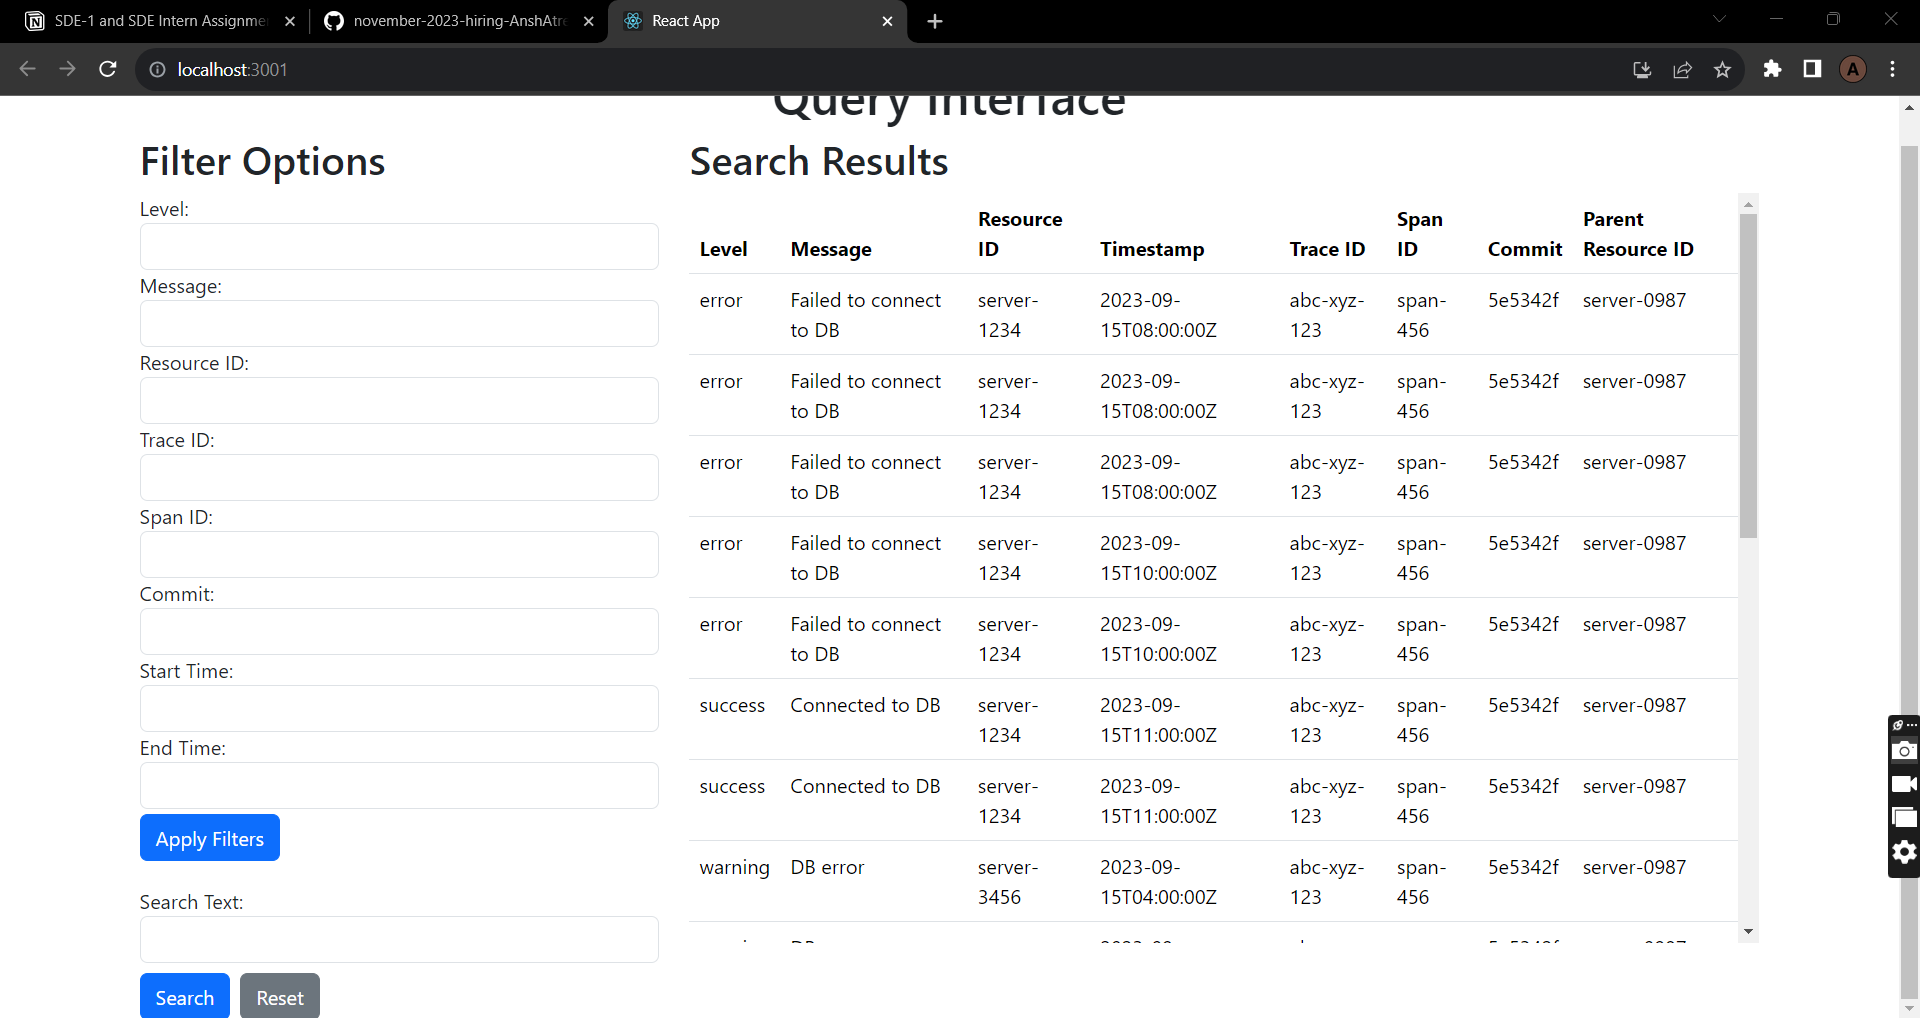 SDE-1 and SDE Intern Assignme
november-2023-hiring-AnshAtre
React App
localhost:3001
A
Query Interface
Filter Options
Level:
Message:
Resource ID:
Trace ID:
Span ID:
Commit:
Start Time:
End Time:
Apply Filters
Search Text:
Search Reset
Search Results
Level Message Resource ID Timestamp Trace ID Span ID Commit Parent Resource ID
error Failed to connect to DB server-1234 2023-09-15T08:00:00Z abc-xyz-123 span-456 5e5342f server-0987
error Failed to connect to DB server-1234 2023-09-15T08:00:00Z abc-xyz-123 span-456 5e5342f server-0987
error Failed to connect to DB server-1234 2023-09-15T08:00:00Z abc-xyz-123 span-456 5e5342f server-0987
error Failed to connect to DB server-1234 2023-09-15T10:00:00Z abc-xyz-123 span-456 5e5342f server-0987
error Failed to connect to DB server-1234 2023-09-15T10:00:00Z abc-xyz-123 span-456 5e5342f server-0987
success Connected to DB server-1234 2023-09-15T11:00:00Z abc-xyz-123 span-456 5e5342f server-0987
success Connected to DB server-1234 2023-09-15T11:00:00Z abc-xyz-123 span-456 5e5342f server-0987
warning DB error server-3456 2023-09-15T04:00:00Z abc-xyz-123 span-456 5e5342f server-0987